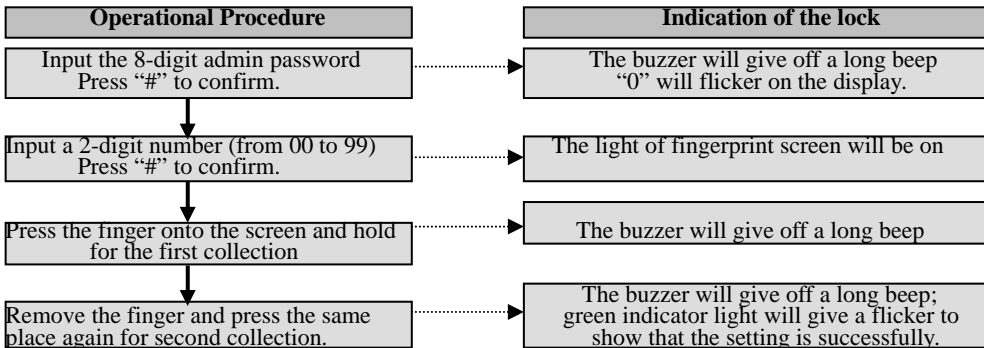 Operational Procedure
Indication of the lock
Input the 8-digit admin password
Press “#” to confirm.
The buzzer will give off a long beep
“0” will flicker on the display.
Input a 2-digit number (from 00 to 99)
Press “#” to confirm.
The light of fingerprint screen will be on
Press the finger onto the screen and hold
for the first collection
The buzzer will give off a long beep
Remove the finger and press the same
place again for second collection.
The buzzer will give off a long beep;
green indicator light will give a flicker to
show that the setting is successfully.